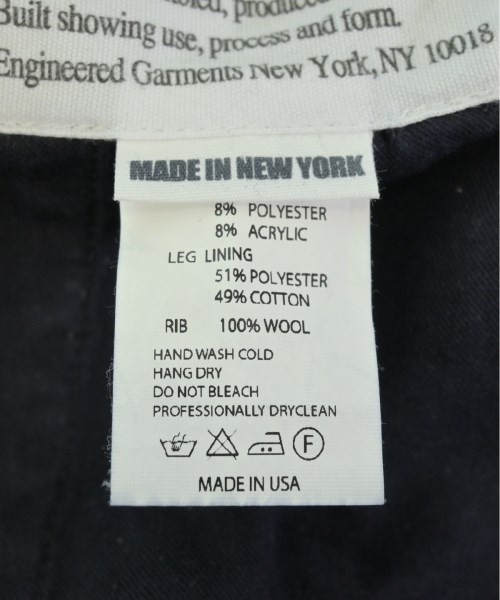 produced
Built showing use, process and form.
Engineered Garments New York, NY 10018
MADE IN NEW YORK
8% POLYESTER
8% ACRYLIC
LEG LINING
51% POLYESTER
49% COTTON
RIB 100% WOOL
HAND WASH COLD
HANG DRY
DO NOT BLEACH
PROFESSIONALLY DRYCLEAN
F
MADE IN USA